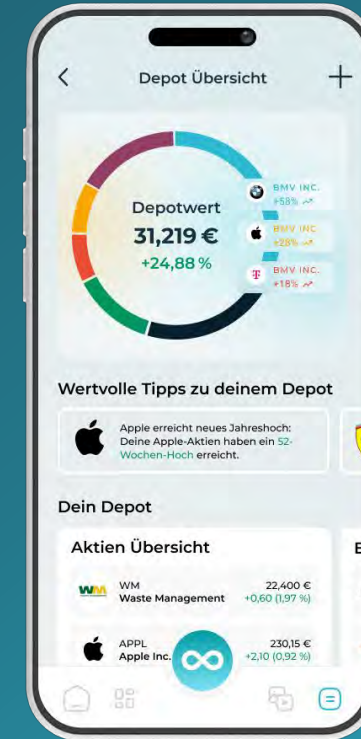 Depot Übersicht
Depotwert
31,219 €
+24,88 %
BMV INC.
+58%
BMV INC.
+28%
BMV INC.
+18%
Wertvolle Tipps zu deinem Depot
Apple erreicht neues Jahreshoch:
Deine Apple-Aktien haben ein 52-
Wochen-Hoch erreicht.
Dein Depot
Aktien Übersicht
WM
22,400 €
Waste Management
+0,60 (1,97 %)
APPL
230,15 €
Apple Inc.
+2,10 (0,92 %)